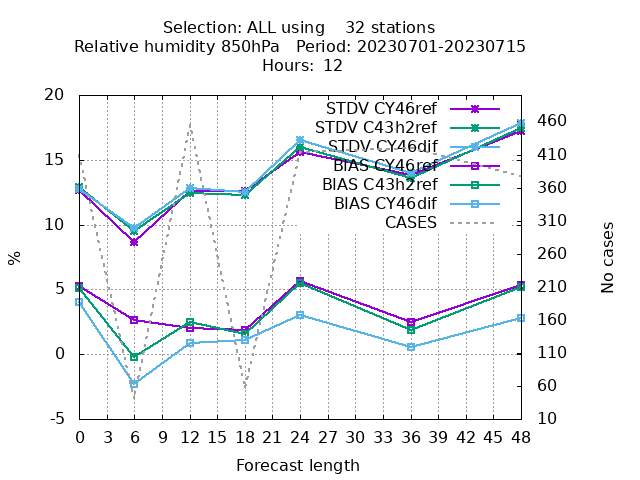 Selection: ALL using    32 stations
Relative humidity 850hPa   Period: 20230701-20230715
Hours:  12
20
15
10
5
0
-5
%
STDV CY46ref
STDV C43h2ref
STDV CY46dif
BIAS CY46ref
BIAS C43h2ref
BIAS CY46dif
CASES
460
410
360
310
260
210
160
110
60
10
No cases
0 3 6 9 12 15 18 21 24 27 30 33 36 39 42 45 48
Forecast length